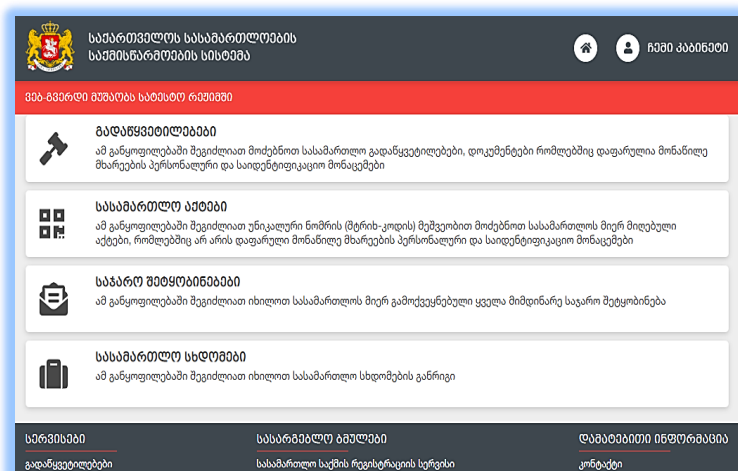 საქართველოს სასამართლოების
საქმისწარმოების სისტემა
ჩემი კაბინეტი
ვებ-გვერდი მუშაობს სატესტო რეჟიმში
გადაწყვეტილებები
ამ განყოფილებაში შეგიძლიათ მოძებნოთ სასამართლო გადაწყვეტილებები, დოკუმენტები რომლებშიც დაფარულია მონაწილე
მხარეების პერსონალური და საიდენტიფიკაციო მონაცემები
სასამართლო აქტები
ამ განყოფილებაში შეგიძლიათ უნიკალური ნომრის (შტრიხ-კოდის) მეშვეობით მოძებნოთ სასამართლოს მიერ მიღებული
აქტები, რომლებშიც არ არის დაფარული მონაწილე მხარეების პერსონალური და საიდენტიფიკაციო მონაცემები
საჯარო შეტყობინებები
ამ განყოფილებაში შეგიძლიათ იხილოთ სასამართლოს მიერ გამოქვეყნებული ყველა მიმდინარე საჯარო შეტყობინება
სასამართლო სხდომები
ამ განყოფილებაში შეგიძლიათ იხილოთ სასამართლო სხდომების განრიგი
სერვისები
სასარგებლო ბმულები
დამატებითი ინფორმაცია
გადაწყვეტილებები
სასამართლო საქმის რეგისტრაციის სერვისი
კონტაქტი